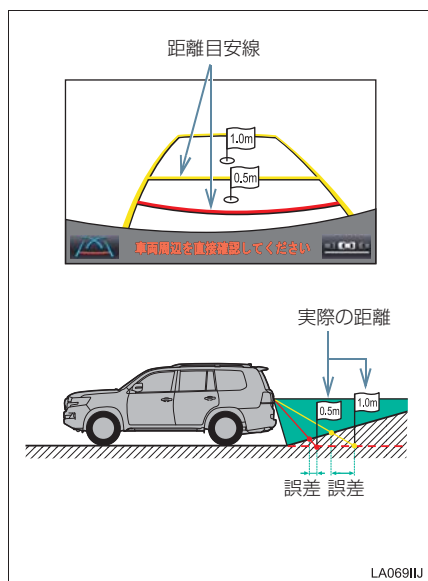 距離目安線
1.0m
0.5m
車両周辺を直接確認してください
実際の距離
0.5m
1.0m
誤差 誤差
LA069IIJ